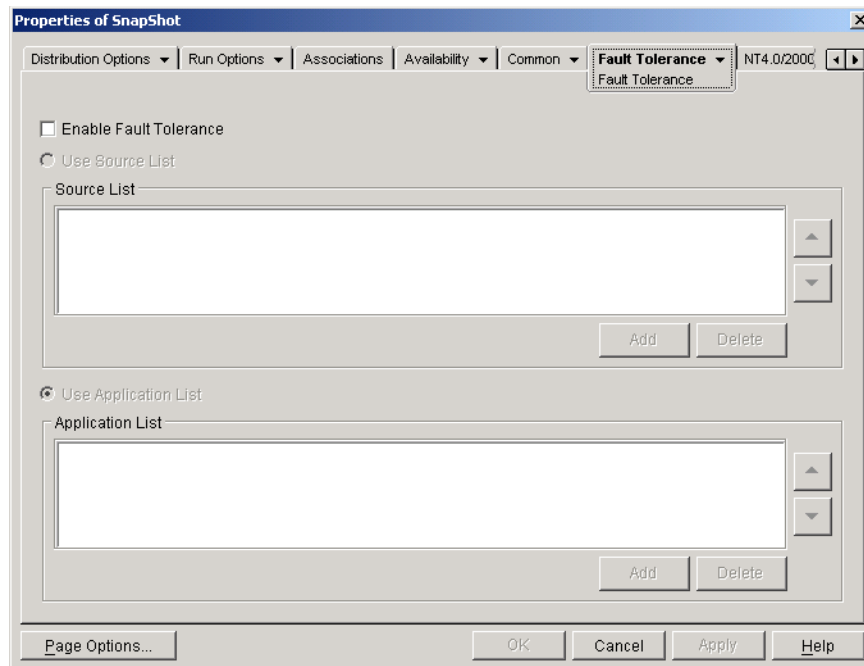 Properties of SnapShot
Distribution Options Run Options Associations Availability Common Fault Tolerance NT4.0/2000
Fault Tolerance
Enable Fault Tolerance
Use Source List
Source List
Add Delete
Use Application List
Application List
Add Delete
Page Options... OK Cancel Apply Help